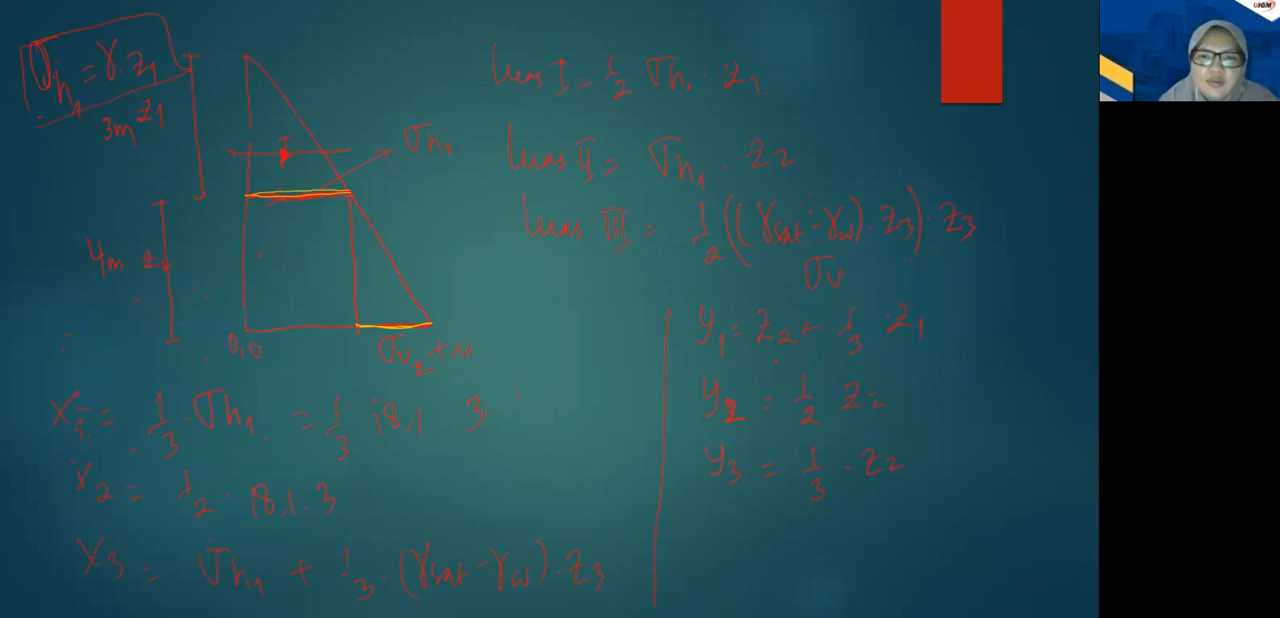 σh₁ = γ.z₁
3m z₁
I
σh₁
4m z₂
0,0
σv₂ + u
Luas I = 1/2 . σh₁ . z₁
Luas II = σh₁ . z₂
Luas III = 1/2 ((γsat - γw) . z₃) . z₃
σv
x₁ = 1/3 . σh₁ = 1/3 18,1 . 3
x₂ = 1/2 . 18,1 . 3
x₃ = σh₁ + 1/3 . (γsat - γw) . z₃
y₁ = z₂ + 1/3 . z₁
y₂ = 1/2 z₂
y₃ = 1/3 . z₂
UIGM